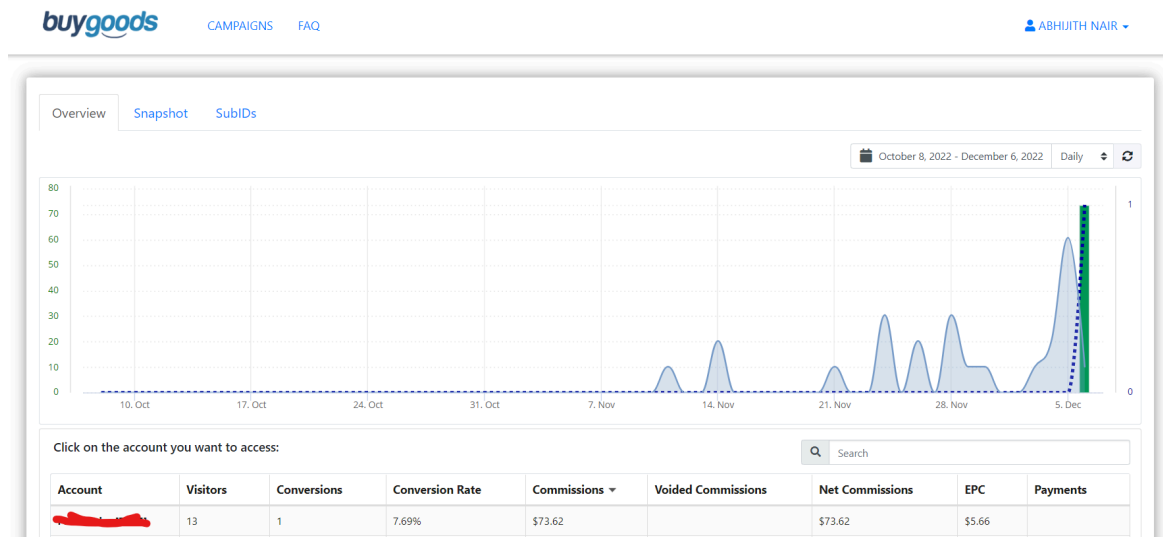 buygoods CAMPAIGNS FAQ ABHIJITH NAIR
Overview Snapshot SubIDs
October 8, 2022 - December 6, 2022 Daily
80
70
60
50
40
30
20
10
0
1
0
10. Oct 17. Oct 24. Oct 31. Oct 7. Nov 14. Nov 21. Nov 28. Nov 5. Dec
Click on the account you want to access: Search
Account Visitors Conversions Conversion Rate Commissions Voided Commissions Net Commissions EPC Payments
13 1 7.69% $73.62 $73.62 $5.66